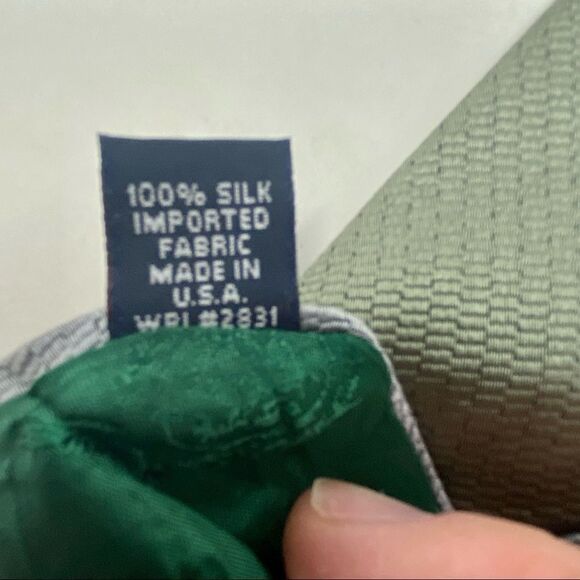 100% SILK
IMPORTED
FABRIC
MADE IN
U.S.A.
WPL #2831